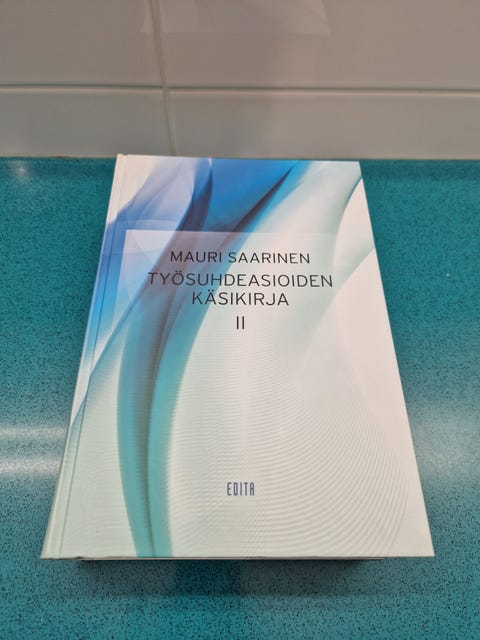 MAURI SAARINEN
TYÖSUHDEASIOIDEN
KÄSIKIRJA
II
EDITA